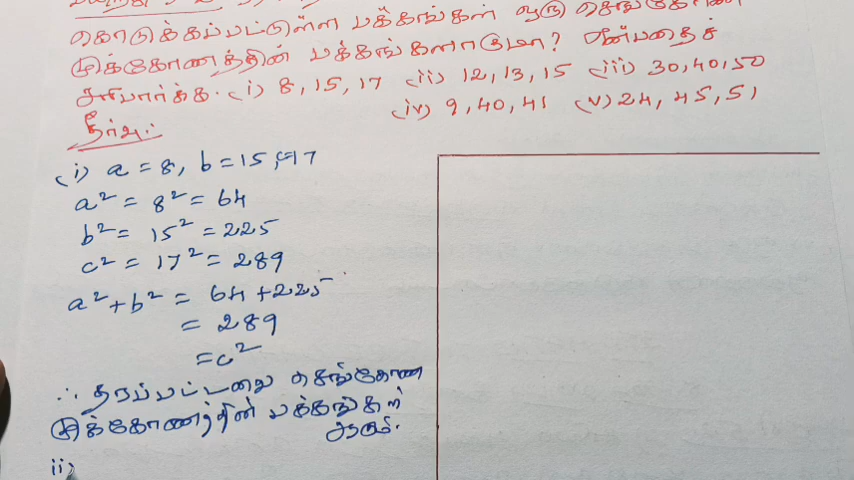 கொடுக்கப்பட்டுள்ள பக்கங்கள் ஒரு செங்கோண
முக்கோணத்தின் பக்கங்களாகுமா? என்பதைச்
சரிபார்க்க. (i) 8, 15, 17 (ii) 12, 13, 15 (iii) 30, 40, 50
(iv) 9, 40, 41 (v) 24, 45, 51
தீர்வு:
(i) a = 8, b = 15, c=17
a² = 8² = 64
b² = 15² = 225
c² = 17² = 289
a² + b² = 64 + 225
= 289
= c²
∴ தரப்பட்டவை செங்கோண
முக்கோணத்தின் பக்கங்கள்
ஆகும்.
ii)